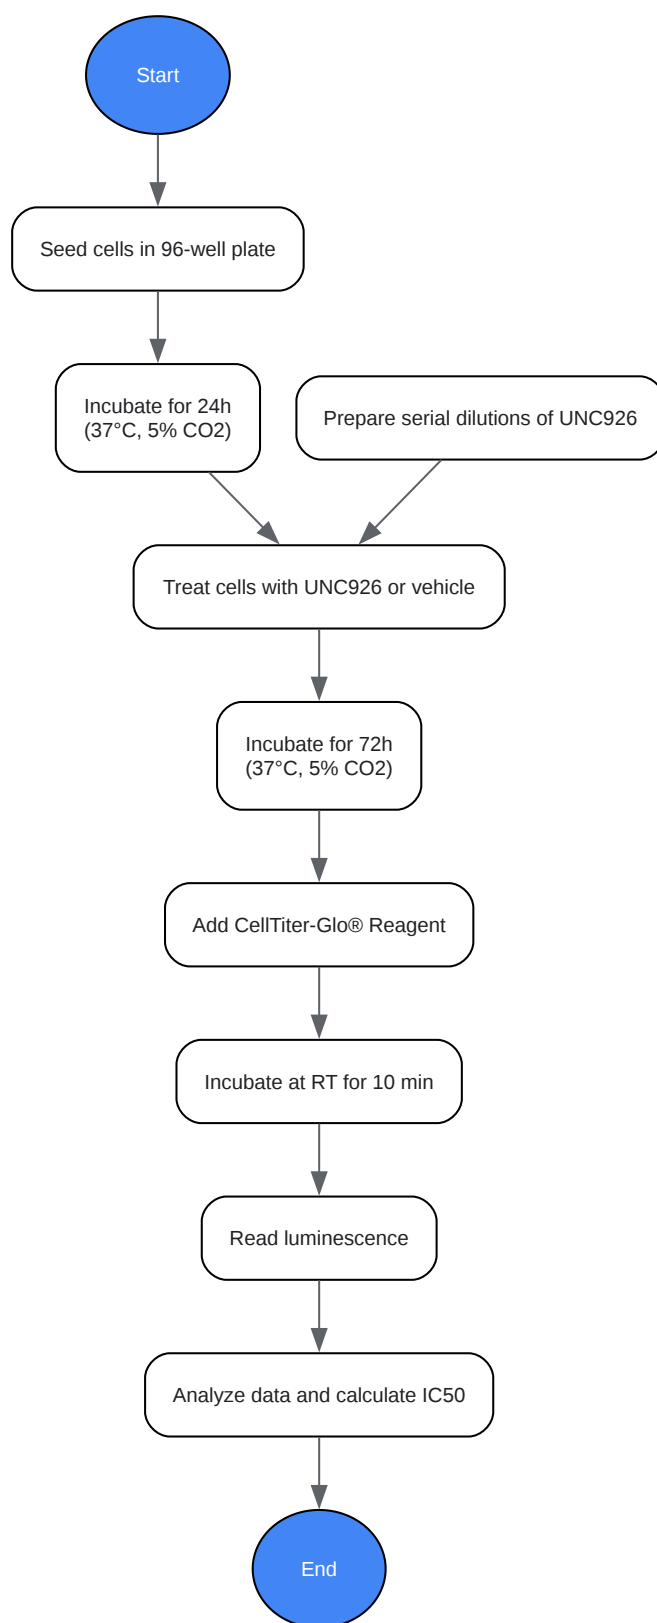 Start
Seed cells in 96-well plate
Incubate for 24h
(37°C, 5% CO2)
Prepare serial dilutions of UNC926
Treat cells with UNC926 or vehicle
Incubate for 72h
(37°C, 5% CO2)
Add CellTiter-Glo® Reagent
Incubate at RT for 10 min
Read luminescence
Analyze data and calculate IC50
End